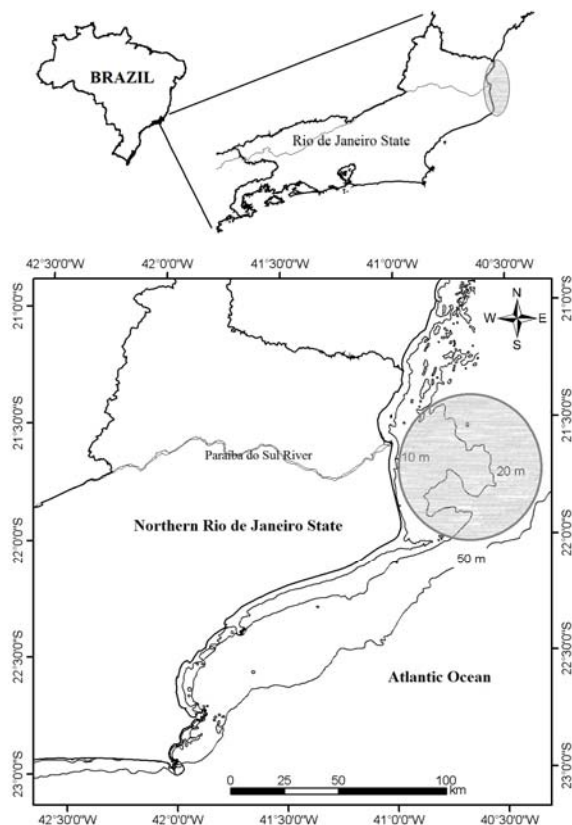 BRAZIL
Rio de Janeiro State
42°30'0"W 42°0'0"W 41°30'0"W 41°0'0"W 40°30'0"W
21°0'0"S
21°0'0"S
N
W E
S
21°30'0"S
21°30'0"S
Paraíba do Sul River
10 m
20 m
Northern Rio de Janeiro State
22°0'0"S
22°0'0"S
50 m
22°30'0"S
22°30'0"S
Atlantic Ocean
23°0'0"S
23°0'0"S
0 25 50 100
km
42°30'0"W 42°0'0"W 41°30'0"W 41°0'0"W 40°30'0"W